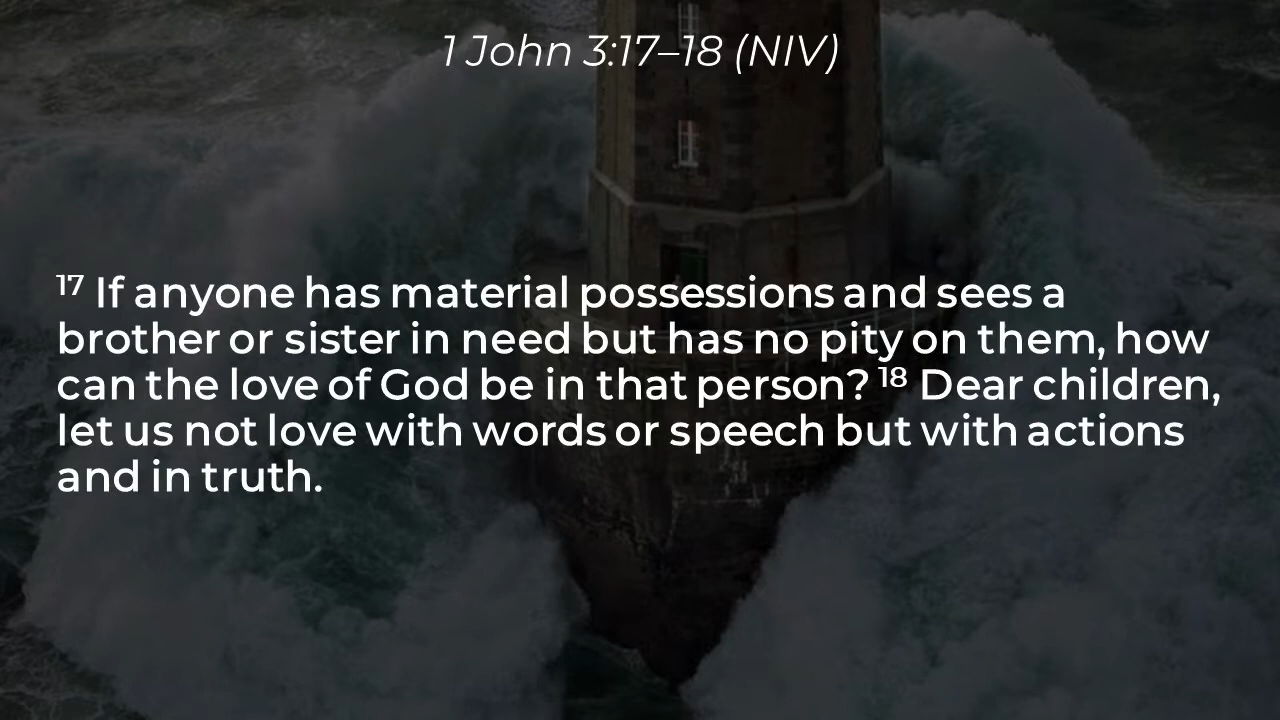 1 John 3:17–18 (NIV)
17 If anyone has material possessions and sees a
brother or sister in need but has no pity on them, how
can the love of God be in that person? 18 Dear children,
let us not love with words or speech but with actions
and in truth.